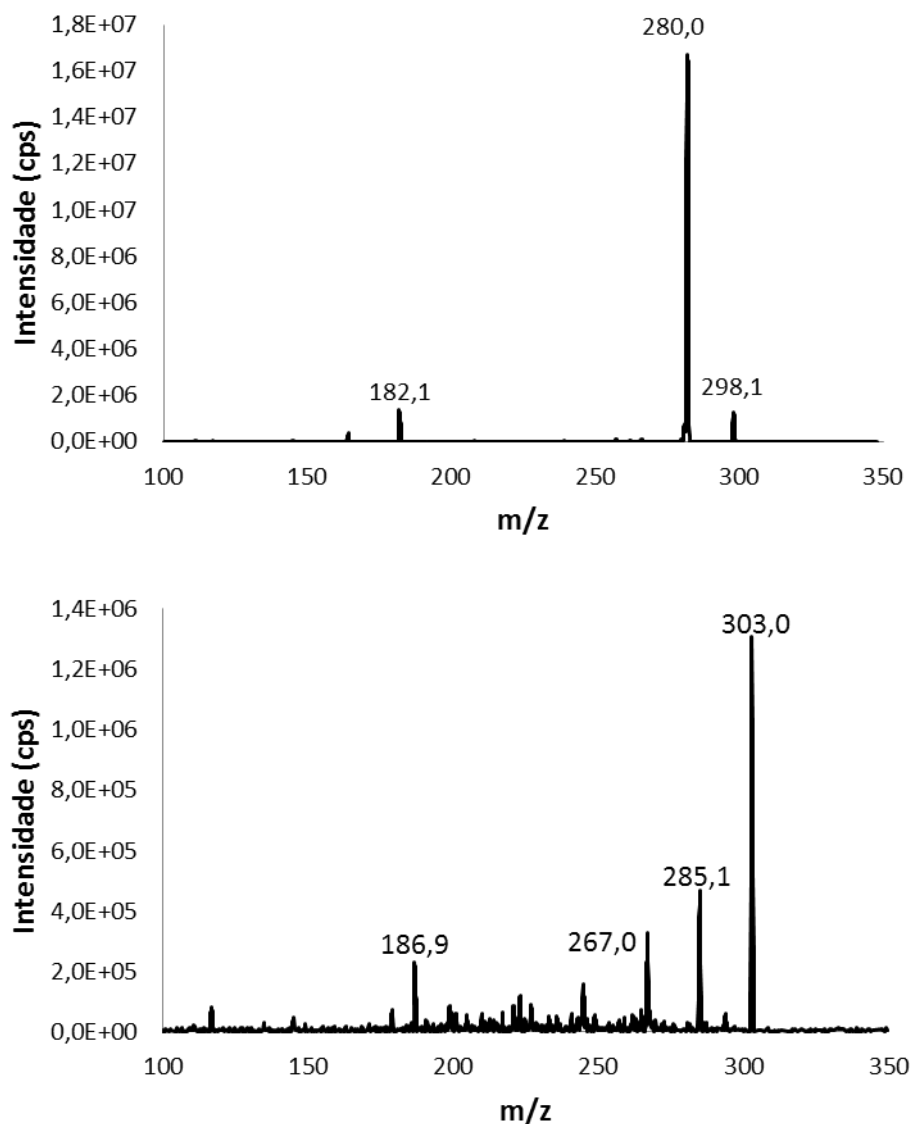 1,8E+07
280,0
1,6E+07
1,4E+07
1,2E+07
1,0E+07
8,0E+06
6,0E+06
4,0E+06
2,0E+06
182,1
298,1
0,0E+00
100
150
200
250
300
350
Intensidade (cps)
m/z
1,4E+06
303,0
1,2E+06
1,0E+06
8,0E+05
6,0E+05
285,1
4,0E+05
186,9
267,0
2,0E+05
0,0E+00
100
150
200
250
300
350
Intensidade (cps)
m/z